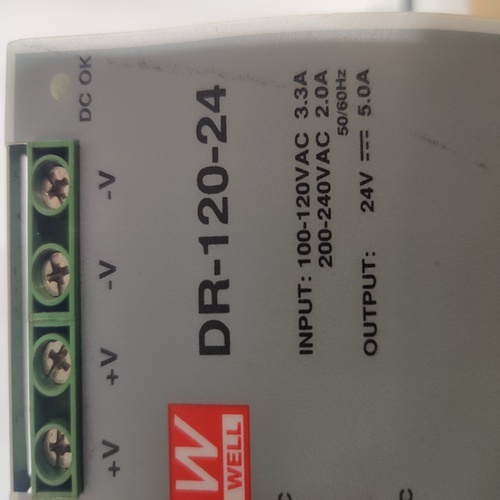 DC OK
-V
-V
+V
+V
DR-120-24
INPUT: 100-120VAC 3.3A
200-240VAC 2.0A
50/60Hz
OUTPUT: 24V ⎓ 5.0A
W
WELL